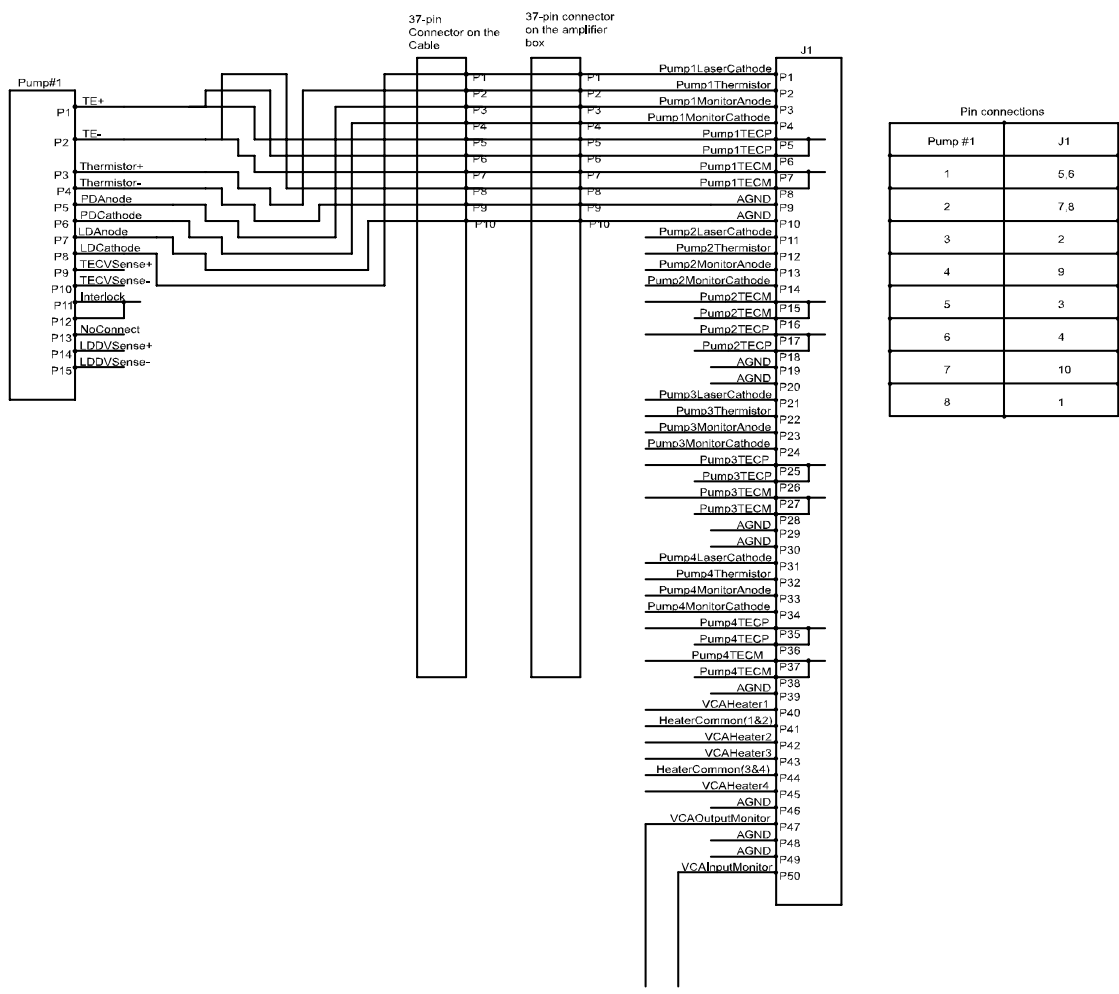 37-pin
Connector on the
Cable
37-pin connector
on the amplifier
box
J1
Pump#1
P1
TE+
P2
TE-
P3
Thermistor+
P4
Thermistor-
P5
PDAnode
P6
PDCathode
P7
LDAnode
P8
LDCathode
P9
TECVSense+
P10
TECVSense-
P11
Interlock
P12
P13
NoConnect
P14
LDDVSense+
P15
LDDVSense-
P1
P2
P3
P4
P5
P6
P7
P8
P9
P10
P1
P2
P3
P4
P5
P6
P7
P8
P9
P10
Pump1LaserCathode P1
Pump1Thermistor P2
Pump1MonitorAnode P3
Pump1MonitorCathode P4
Pump1TECP P5
Pump1TECP P6
Pump1TECM P7
Pump1TECM P8
AGND P9
AGND P10
Pump2LaserCathode P11
Pump2Thermistor P12
Pump2MonitorAnode P13
Pump2MonitorCathode P14
Pump2TECM P15
Pump2TECM P16
Pump2TECP P17
Pump2TECP P18
AGND P19
AGND P20
Pump3LaserCathode P21
Pump3Thermistor P22
Pump3MonitorAnode P23
Pump3MonitorCathode P24
Pump3TECP P25
Pump3TECP P26
Pump3TECM P27
Pump3TECM P28
AGND P29
AGND P30
Pump4LaserCathode P31
Pump4Thermistor P32
Pump4MonitorAnode P33
Pump4MonitorCathode P34
Pump4TECP P35
Pump4TECP P36
Pump4TECM P37
Pump4TECM P38
AGND P39
VCAHeater1 P40
HeaterCommon(1&2) P41
VCAHeater2 P42
VCAHeater3 P43
HeaterCommon(3&4) P44
VCAHeater4 P45
AGND P46
VCAOutputMonitor P47
AGND P48
AGND P49
VCAInputMonitor P50
Pin connections
Pump #1 J1
1 5,6
2 7,8
3 2
4 9
5 3
6 4
7 10
8 1